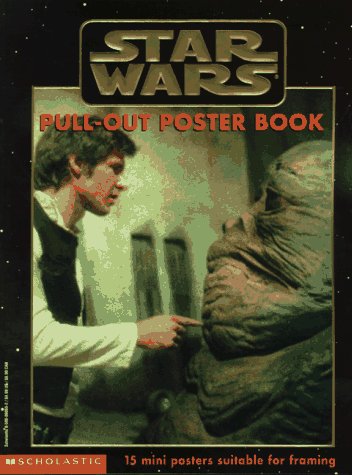 STAR
WARS®
PULL-OUT POSTER BOOK
SCHOLASTIC
15 mini posters suitable for framing